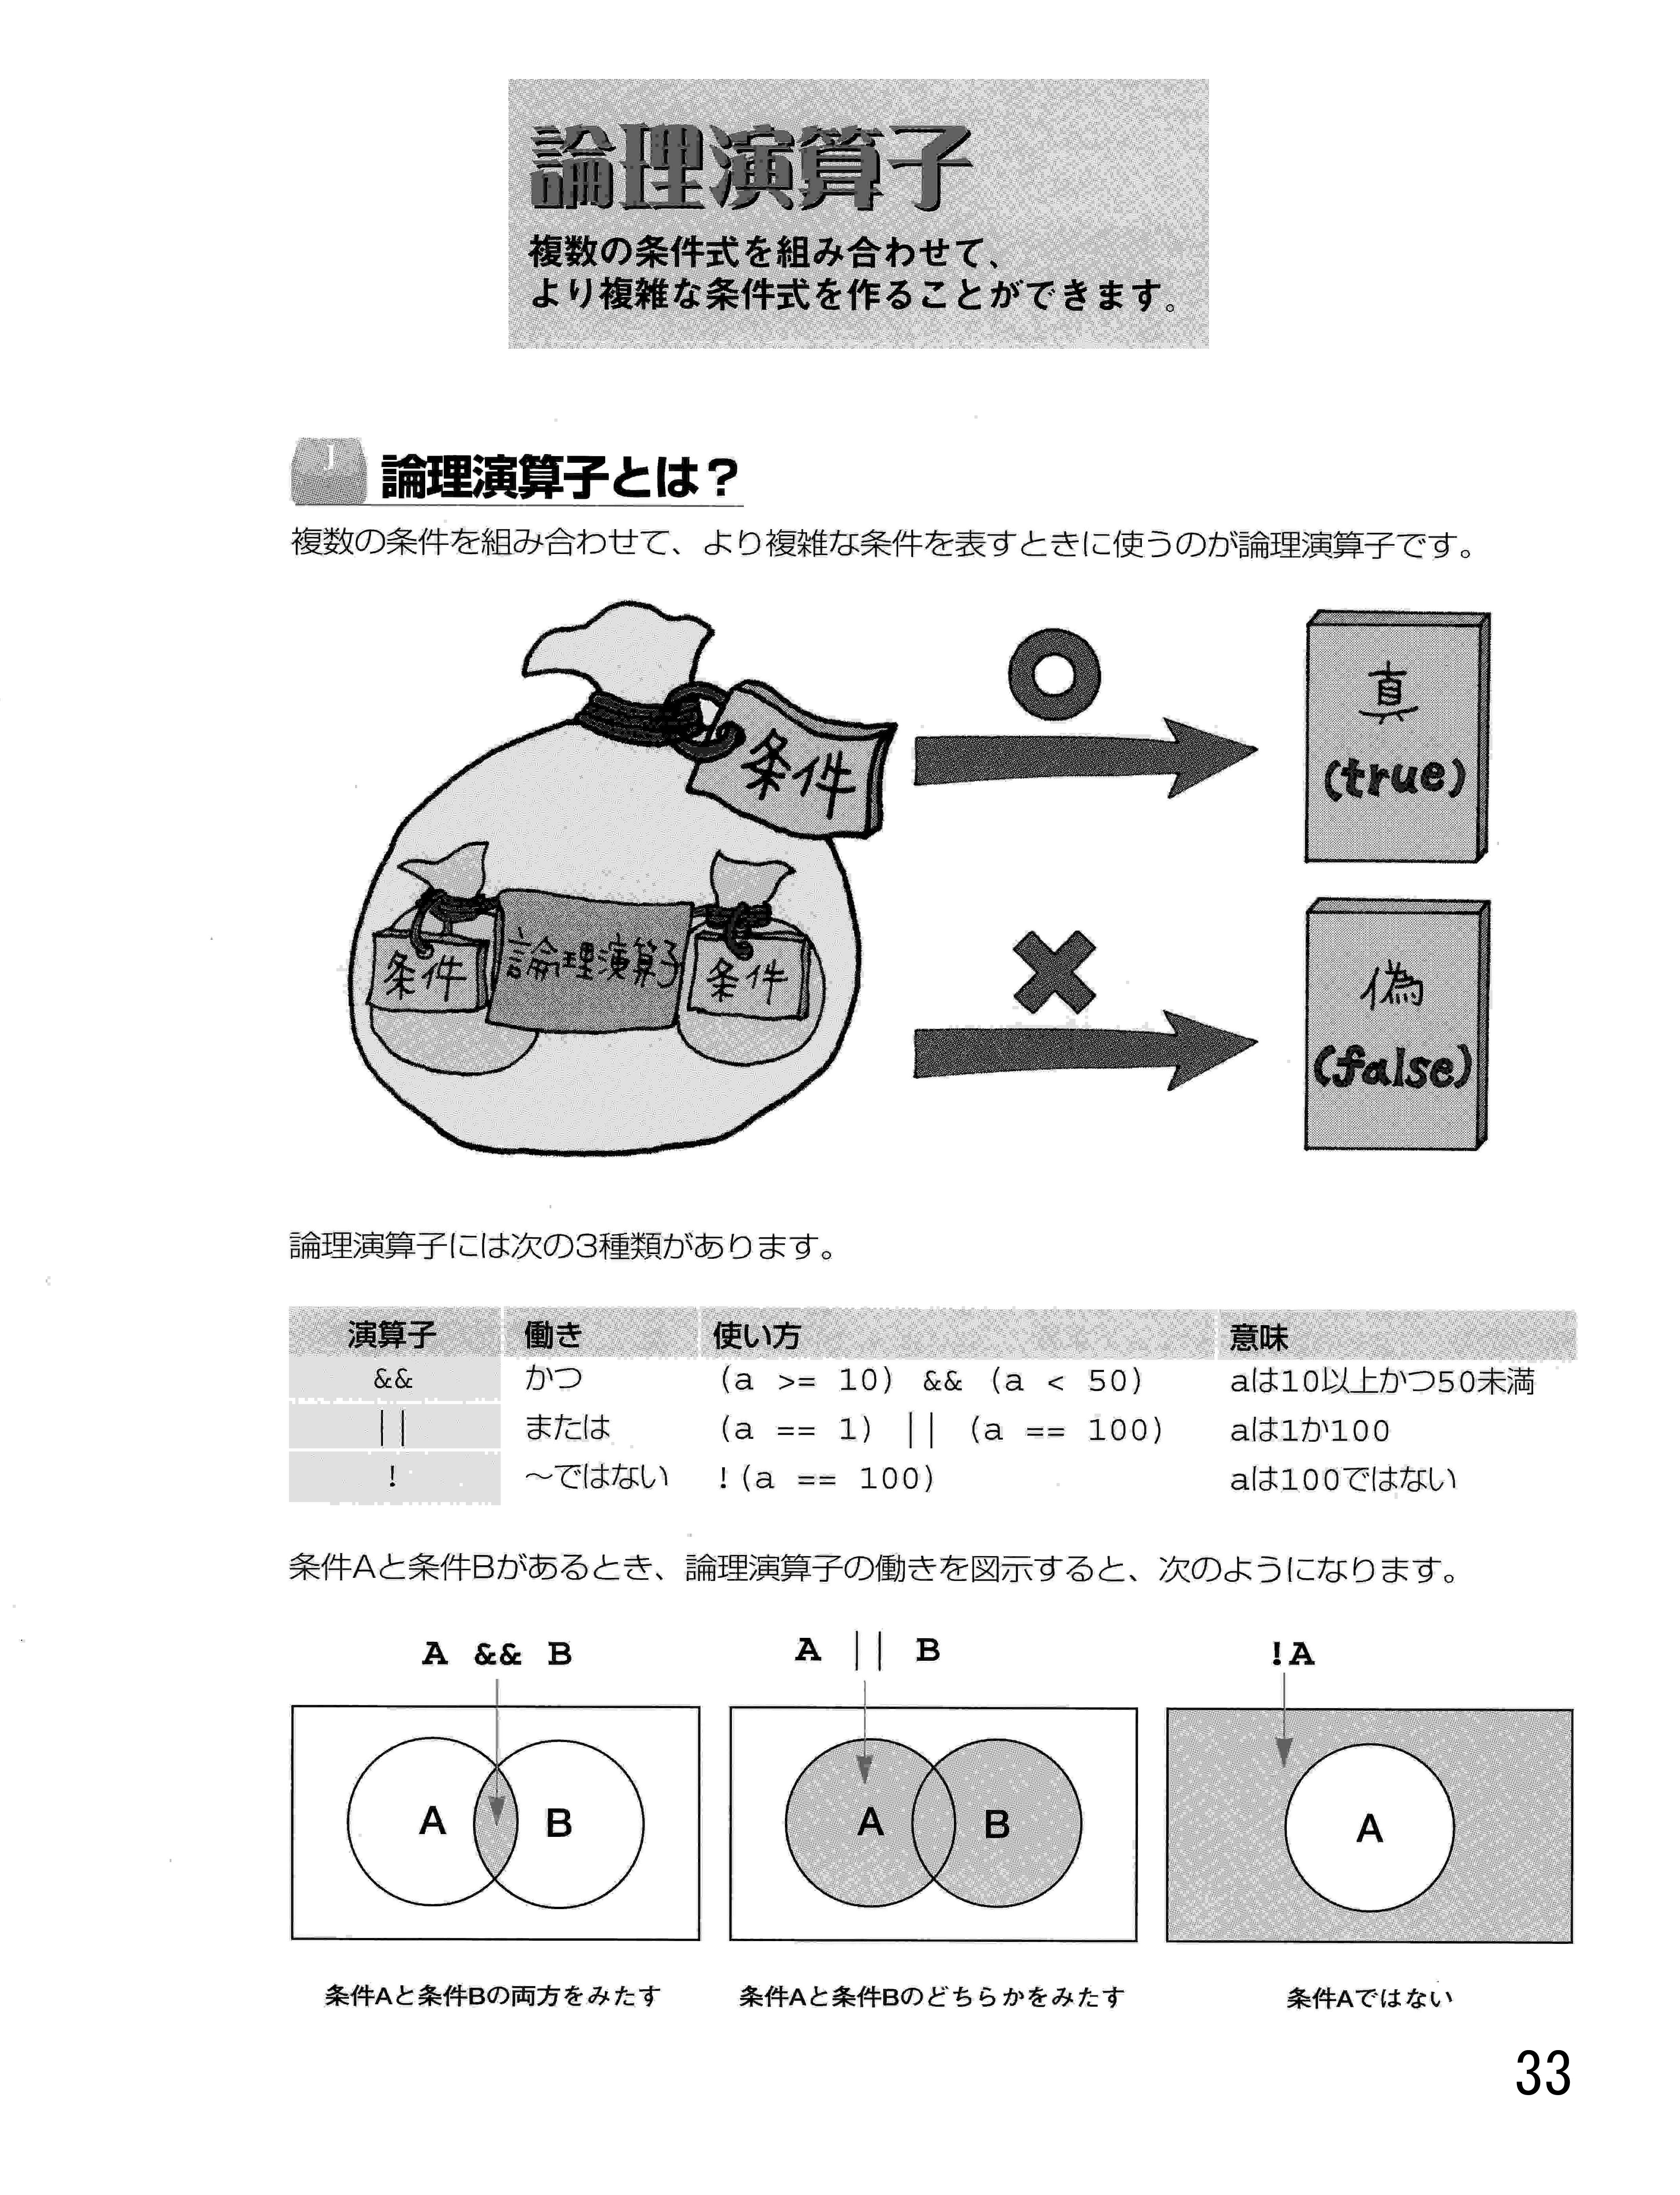 論理演算子
複数の条件式を組み合わせて、
より複雑な条件式を作ることができます。
J
論理演算子とは？
複数の条件を組み合わせて、より複雑な条件を表すときに使うのが論理演算子です。
条件
真
(true)
条件 論理演算子 条件
偽
(false)
論理演算子には次の3種類があります。
演算子 働き 使い方 意味
&& かつ (a >= 10) && (a < 50) aは10以上かつ50未満
|| または (a == 1) || (a == 100) aは1か100
! ～ではない !(a == 100) aは100ではない
条件Aと条件Bがあるとき、論理演算子の働きを図示すると、次のようになります。
A && B A || B !A
A B A B A
条件Aと条件Bの両方をみたす 条件Aと条件Bのどちらかをみたす 条件Aではない
33